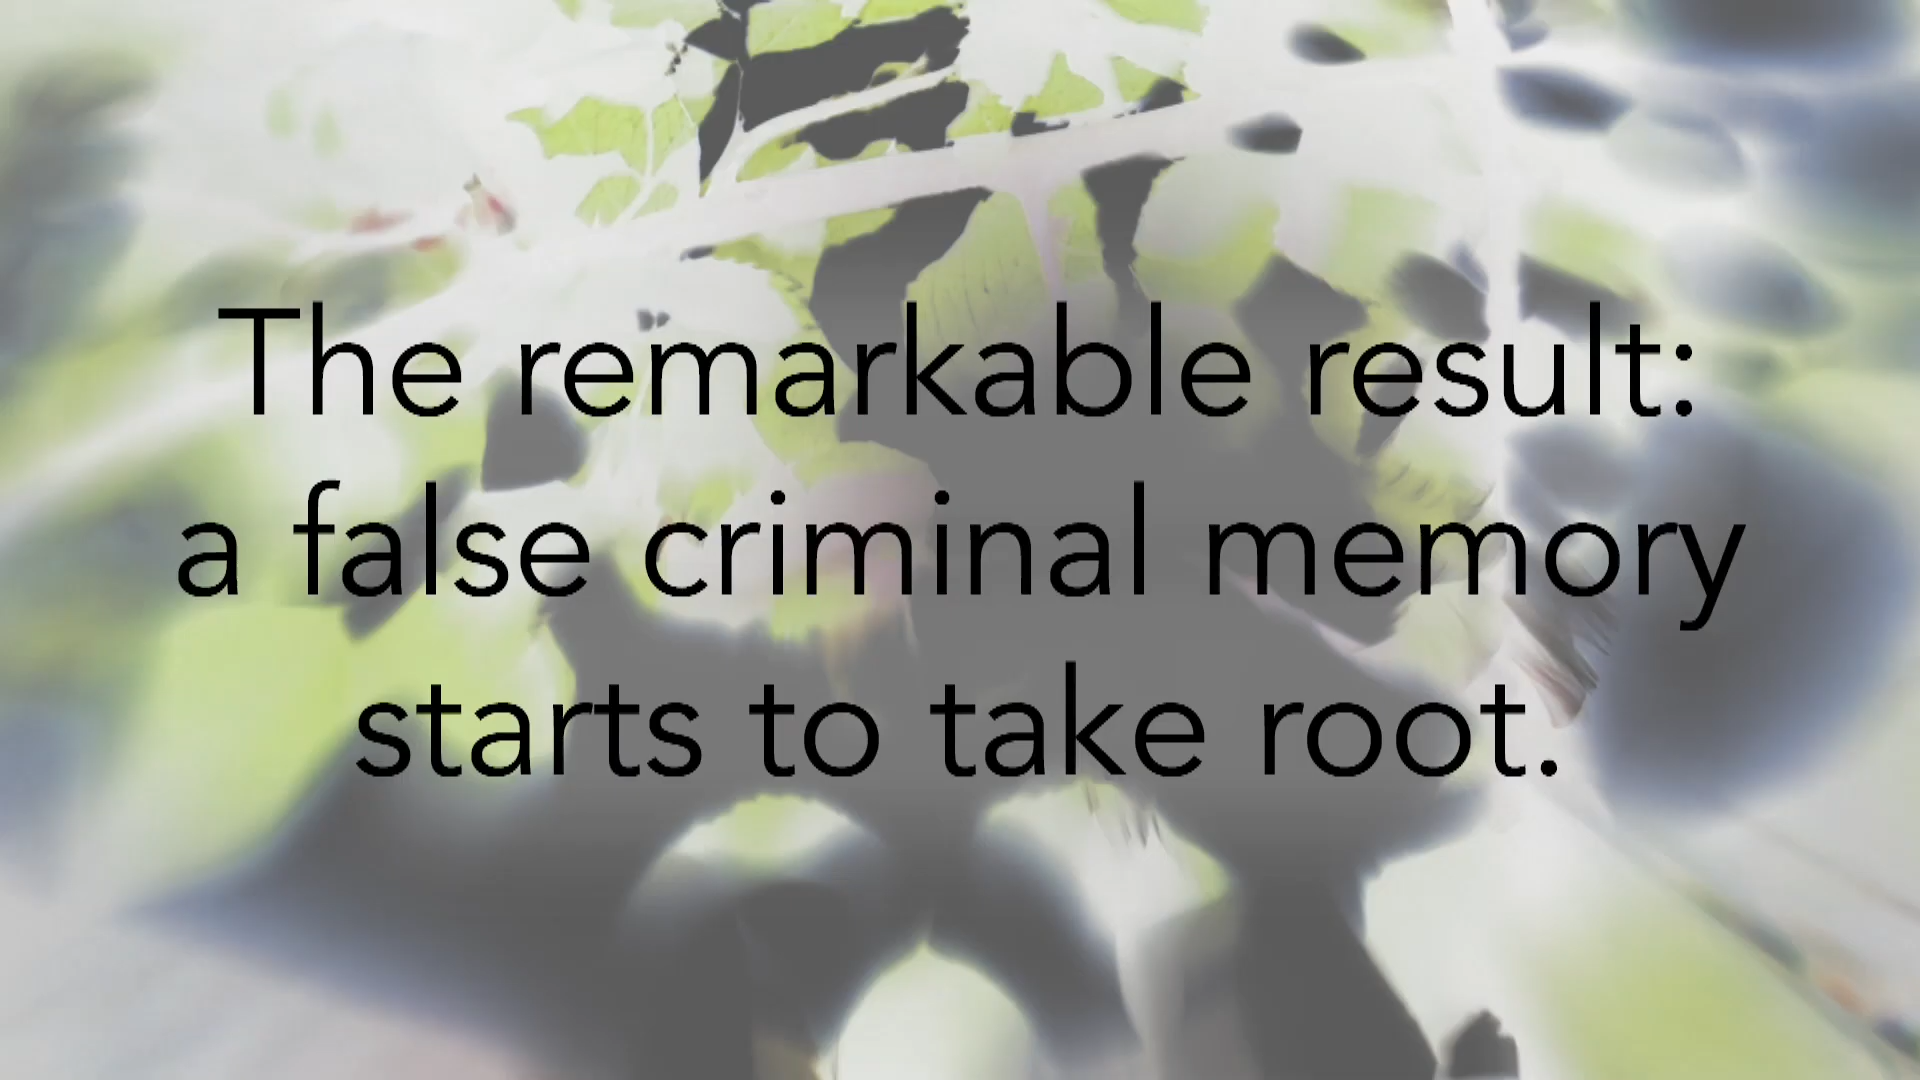 The remarkable result:
a false criminal memory
starts to take root.